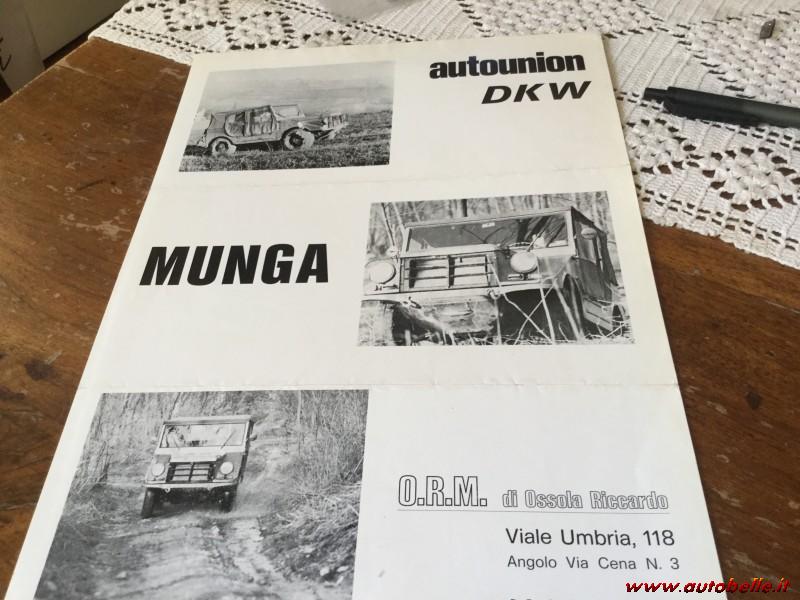 autounion
DKW
MUNGA
O.R.M. di Ossola Riccardo
Viale Umbria, 118
Angolo Via Cena N. 3
www.autobelle.it